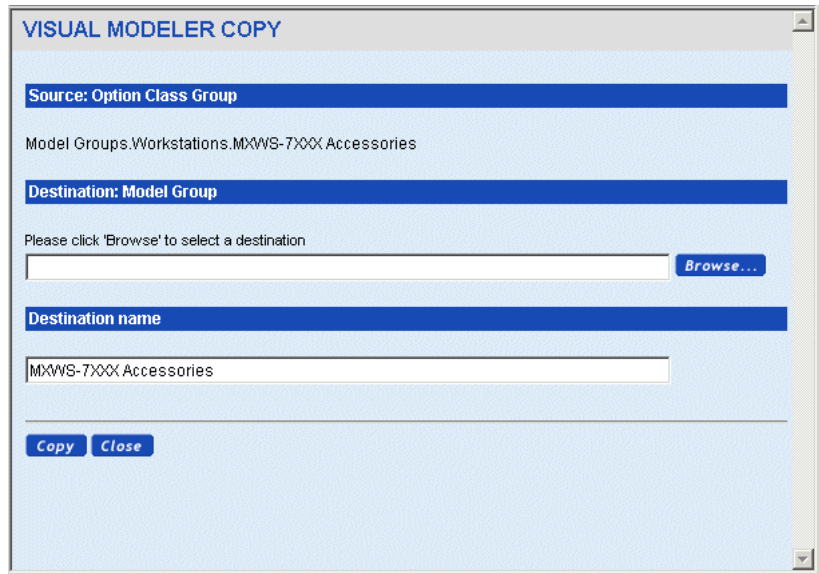 VISUAL MODELER COPY
Source: Option Class Group
Model Groups.Workstations.MXWS-7XXX Accessories
Destination: Model Group
Please click 'Browse' to select a destination
Browse...
Destination name
MXWS-7XXX Accessories
Copy Close